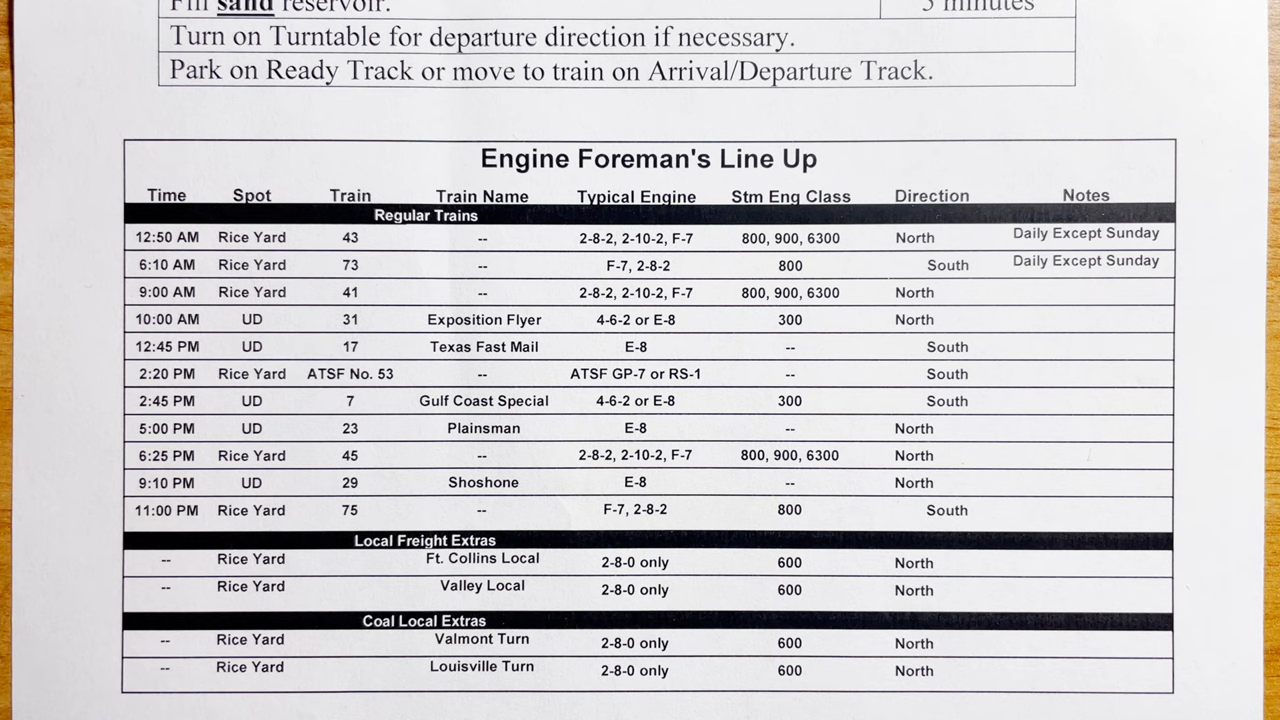 Fill sand reservoir. 5 minutes
Turn on Turntable for departure direction if necessary.
Park on Ready Track or move to train on Arrival/Departure Track.
Engine Foreman's Line Up
Time Spot Train Train Name Typical Engine Stm Eng Class Direction Notes
Regular Trains
12:50 AM Rice Yard 43 -- 2-8-2, 2-10-2, F-7 800, 900, 6300 North Daily Except Sunday
6:10 AM Rice Yard 73 -- F-7, 2-8-2 800 South Daily Except Sunday
9:00 AM Rice Yard 41 -- 2-8-2, 2-10-2, F-7 800, 900, 6300 North
10:00 AM UD 31 Exposition Flyer 4-6-2 or E-8 300 North
12:45 PM UD 17 Texas Fast Mail E-8 -- South
2:20 PM Rice Yard ATSF No. 53 -- ATSF GP-7 or RS-1 -- South
2:45 PM UD 7 Gulf Coast Special 4-6-2 or E-8 300 South
5:00 PM UD 23 Plainsman E-8 -- North
6:25 PM Rice Yard 45 -- 2-8-2, 2-10-2, F-7 800, 900, 6300 North
9:10 PM UD 29 Shoshone E-8 -- North
11:00 PM Rice Yard 75 -- F-7, 2-8-2 800 South
Local Freight Extras
-- Rice Yard Ft. Collins Local 2-8-0 only 600 North
-- Rice Yard Valley Local 2-8-0 only 600 North
Coal Local Extras
-- Rice Yard Valmont Turn 2-8-0 only 600 North
-- Rice Yard Louisville Turn 2-8-0 only 600 North